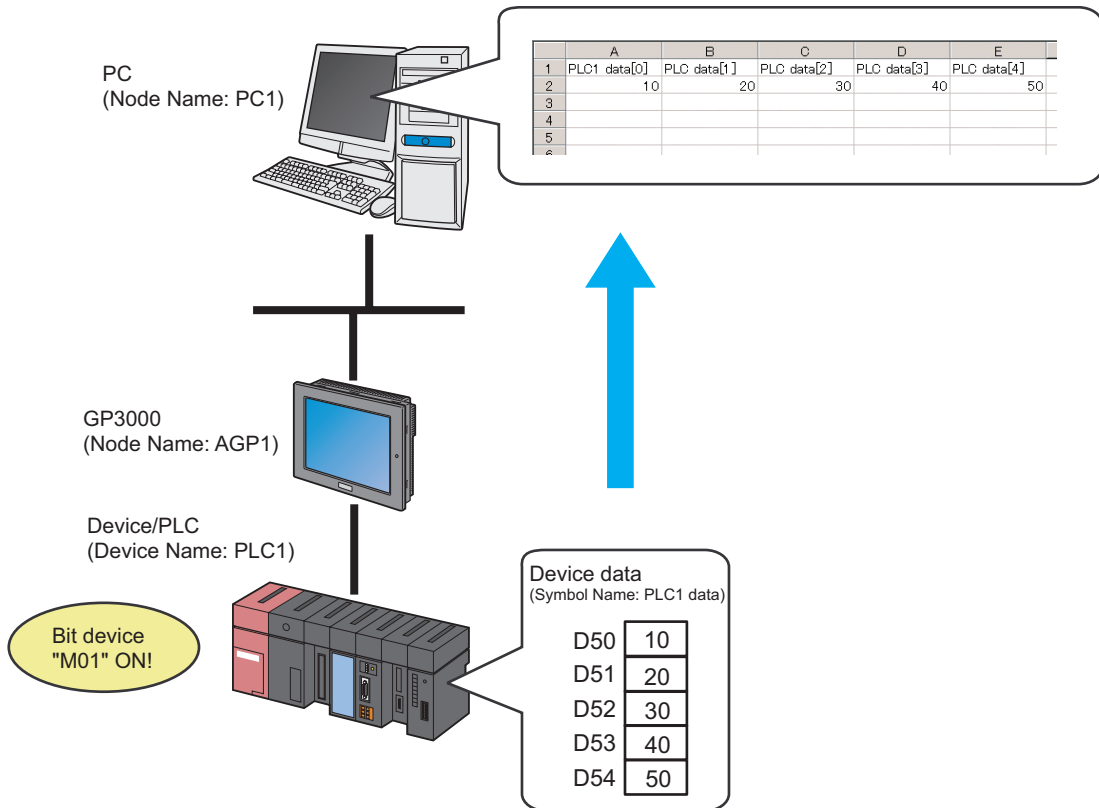 PC
(Node Name: PC1)
A B C D E
1 PLC1 data[0] PLC data[1] PLC data[2] PLC data[3] PLC data[4]
2 10 20 30 40 50
3
4
5
6
GP3000
(Node Name: AGP1)
Device/PLC
(Device Name: PLC1)
Bit device
"M01" ON!
Device data
(Symbol Name: PLC1 data)
D50 10
D51 20
D52 30
D53 40
D54 50